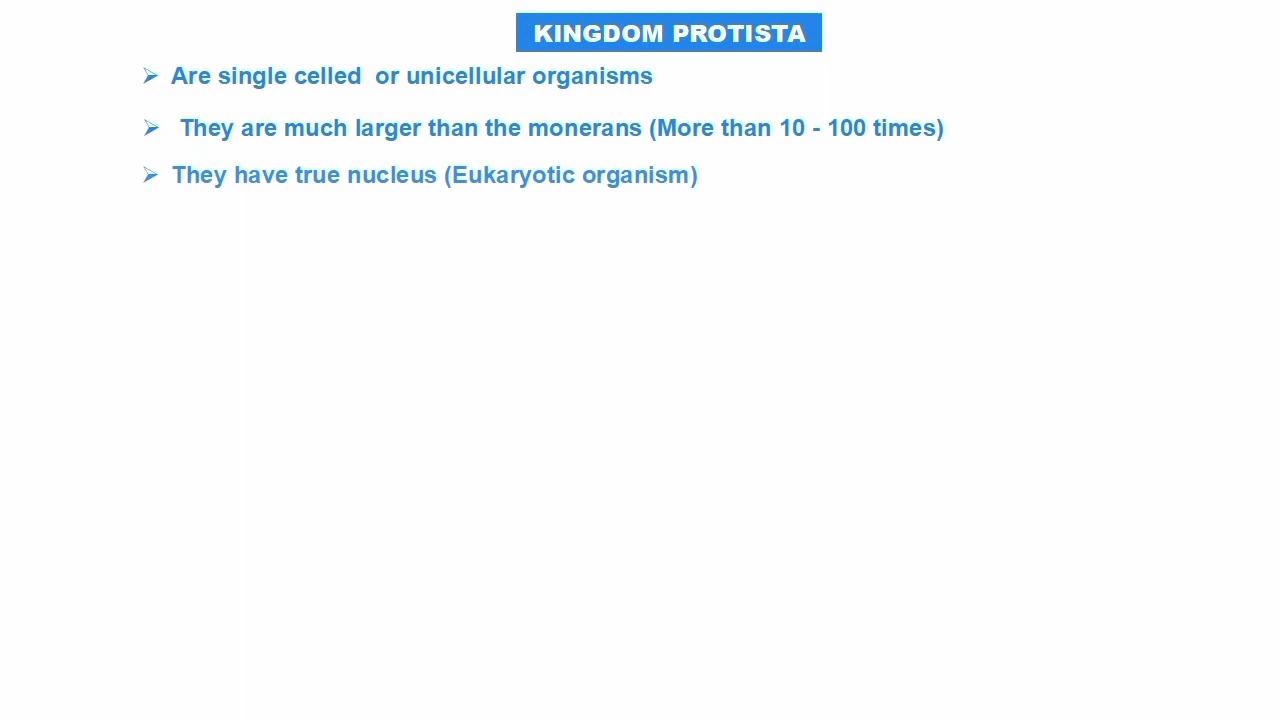 KINGDOM PROTISTA
➢ Are single celled or unicellular organisms
➢ They are much larger than the monerans (More than 10 - 100 times)
➢ They have true nucleus (Eukaryotic organism)